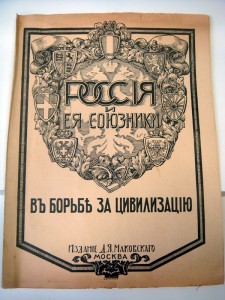 РОССІЯ
И
ЕЯ СОЮЗНИКИ
ВЪ БОРЬБѢ ЗА ЦИВИЛИЗАЦІЮ
ИЗДАНІЕ Д.Я. МАКОВСКАГО
МОСКВА